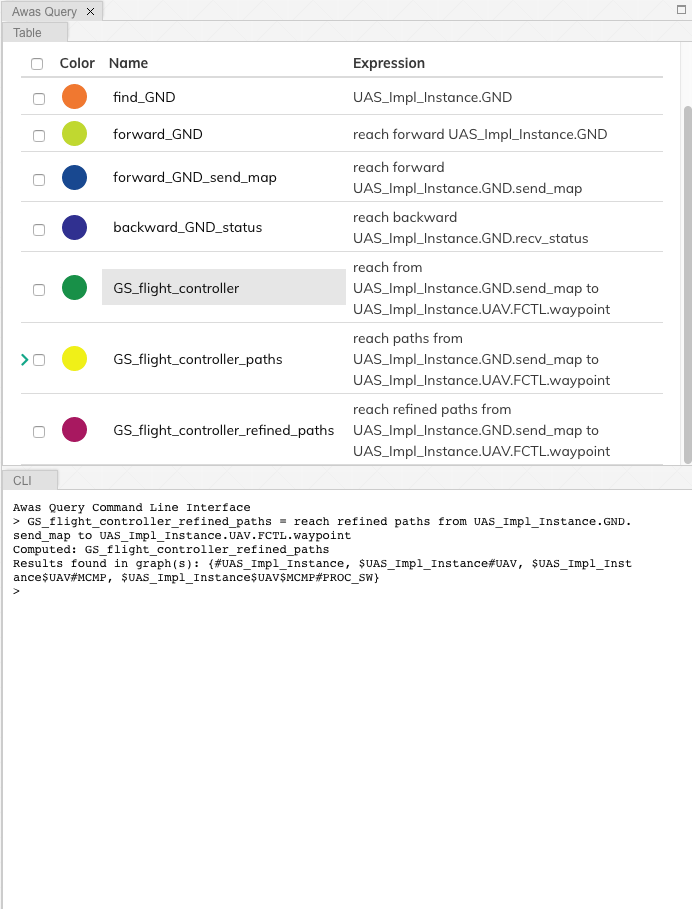 Awas Query
Table
Color Name Expression
find_GND UAS_Impl_Instance.GND
forward_GND reach forward UAS_Impl_Instance.GND
forward_GND_send_map reach forward
UAS_Impl_Instance.GND.send_map
backward_GND_status reach backward
UAS_Impl_Instance.GND.recv_status
GS_flight_controller reach from
UAS_Impl_Instance.GND.send_map to
UAS_Impl_Instance.UAV.FCTL.waypoint
GS_flight_controller_paths reach paths from
UAS_Impl_Instance.GND.send_map to
UAS_Impl_Instance.UAV.FCTL.waypoint
GS_flight_controller_refined_paths reach refined paths from
UAS_Impl_Instance.GND.send_map to
UAS_Impl_Instance.UAV.FCTL.waypoint
CLI
Awas Query Command Line Interface
> GS_flight_controller_refined_paths = reach refined paths from UAS_Impl_Instance.GND.
send_map to UAS_Impl_Instance.UAV.FCTL.waypoint
Computed: GS_flight_controller_refined_paths
Results found in graph(s): {#UAS_Impl_Instance, $UAS_Impl_Instance#UAV, $UAS_Impl_Inst
ance$UAV#MCMP, $UAS_Impl_Instance$UAV$MCMP#PROC_SW}
>